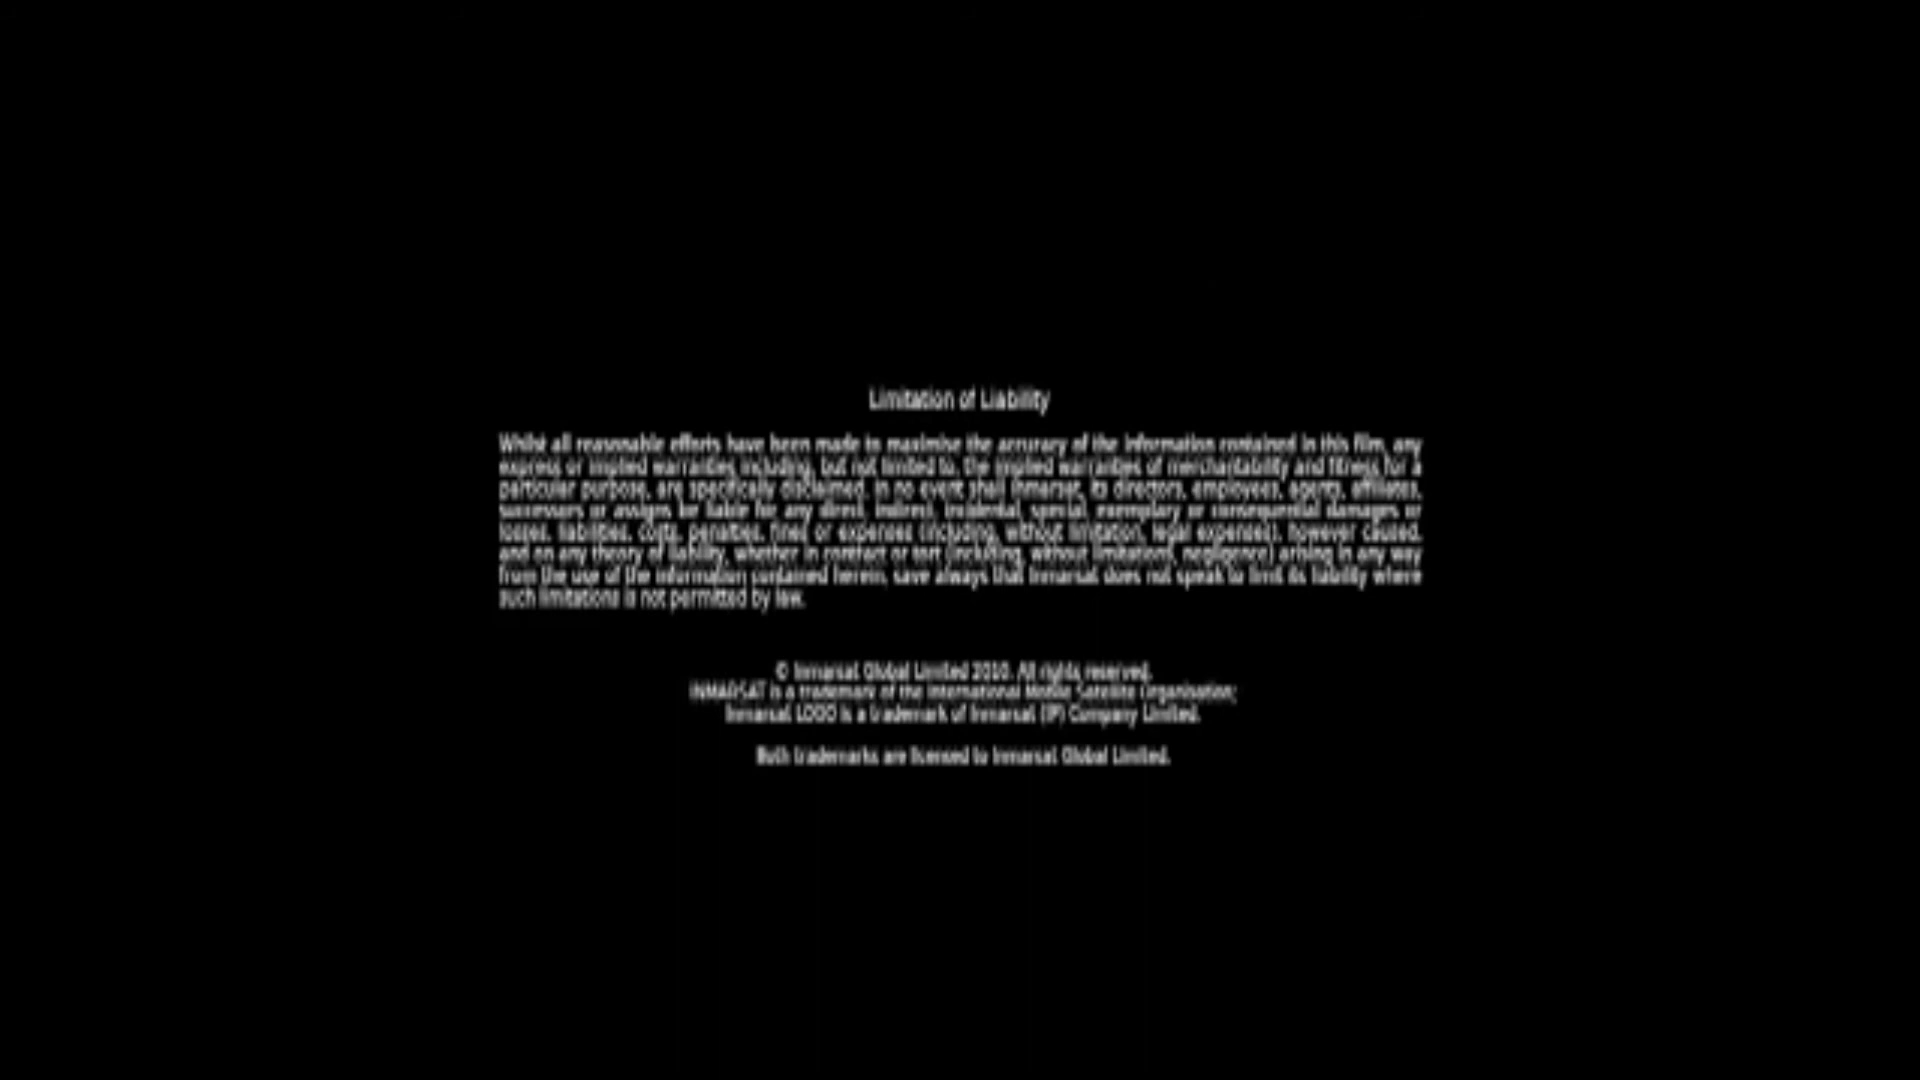 Limitation of Liability
Whilst all reasonable efforts have been made to maximise the accuracy of the information contained in this film, any
express or implied warranties including, but not limited to, the implied warranties of merchantability and fitness for a
particular purpose, are specifically disclaimed. In no event shall Inmarsat, its directors, employees, agents, affiliates,
successors or assigns be liable for any direct, indirect, incidental, special, exemplary or consequential damages or
losses, liabilities, costs, penalties, fines or expenses (including, without limitation, legal expenses), however caused,
and on any theory of liability, whether in contract or tort (including, without limitations, negligence) arising in any way
from the use of the information contained herein, save always that Inmarsat does not speak to limit its liability where
such limitations is not permitted by law.
© Inmarsat Global Limited 2010. All rights reserved.
INMARSAT is a trademark of the International Mobile Satellite Organisation;
Inmarsat LOGO is a trademark of Inmarsat (IP) Company Limited.
Both trademarks are licensed to Inmarsat Global Limited.